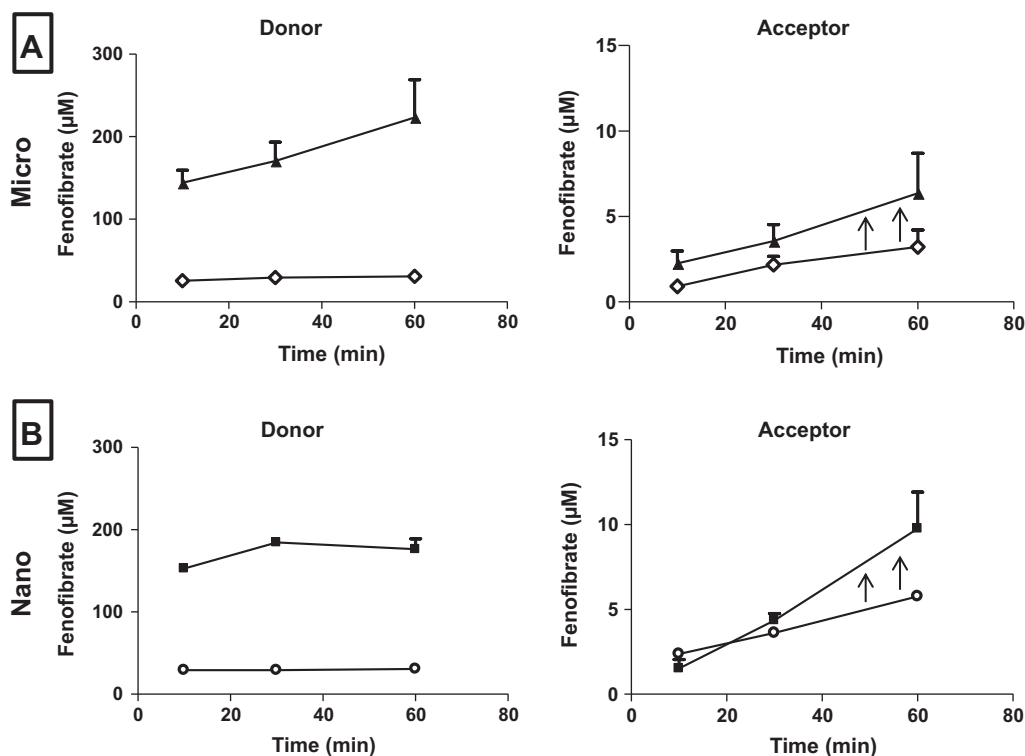 A
Micro
Donor
Fenofibrate (µM)
300
200
100
0
0 20 40 60 80
Time (min)
Acceptor
Fenofibrate (µM)
15
10
5
0
0 20 40 60 80
Time (min)
B
Nano
Donor
Fenofibrate (µM)
300
200
100
0
0 20 40 60 80
Time (min)
Acceptor
Fenofibrate (µM)
15
10
5
0
0 20 40 60 80
Time (min)